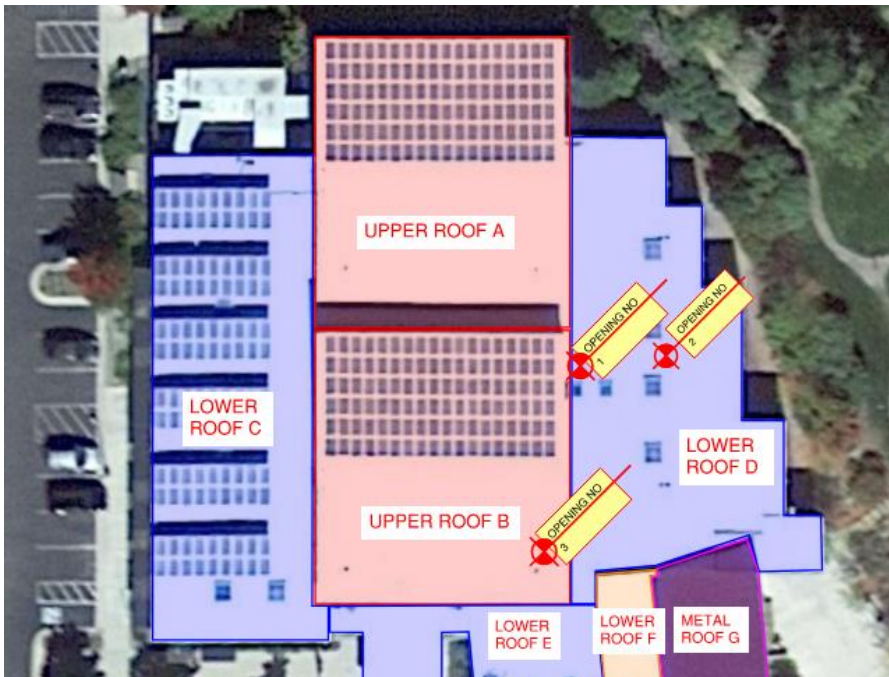 UPPER ROOF A
OPENING NO
1
OPENING NO
2
LOWER
ROOF C
LOWER
ROOF D
UPPER ROOF B
OPENING NO
3
LOWER
ROOF E
LOWER
ROOF F
METAL
ROOF G